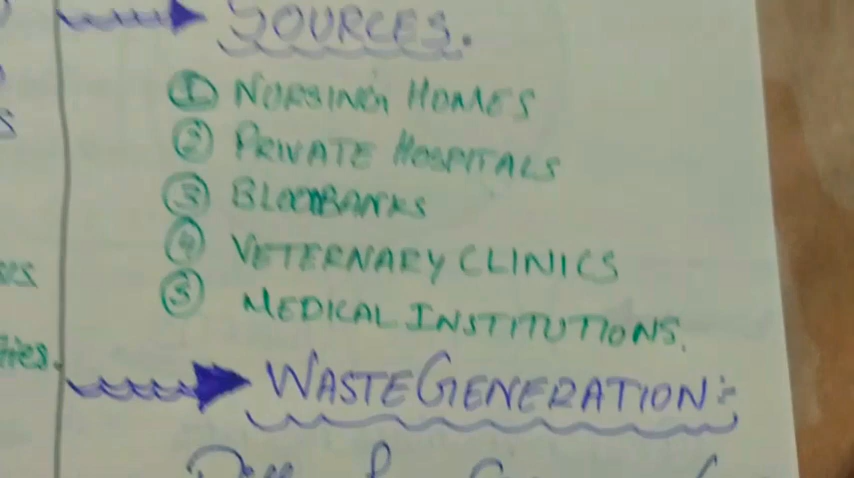 SOURCES.
① NURSING HOMES
② PRIVATE HOSPITALS
③ BLOODBANKS
④ VETERNARY CLINICS
⑤ MEDICAL INSTITUTIONS.
WASTE GENERATION:-